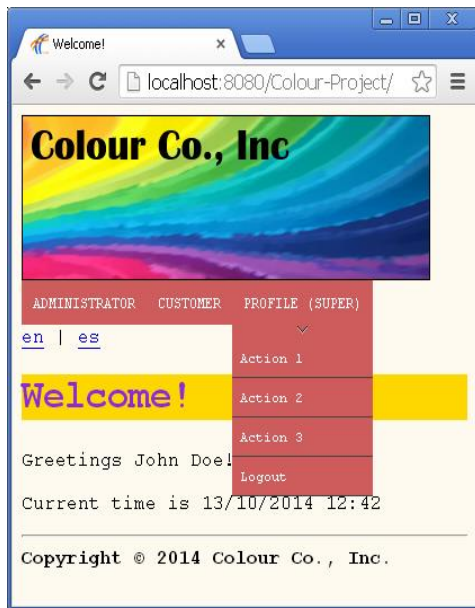 Welcome!
localhost:8080/Colour-Project/
Colour Co., Inc
ADMINISTRATOR CUSTOMER PROFILE (SUPER)
en | es
Action 1
Action 2
Action 3
Logout
Welcome!
Greetings John Doe!
Current time is 13/10/2014 12:42
Copyright © 2014 Colour Co., Inc.